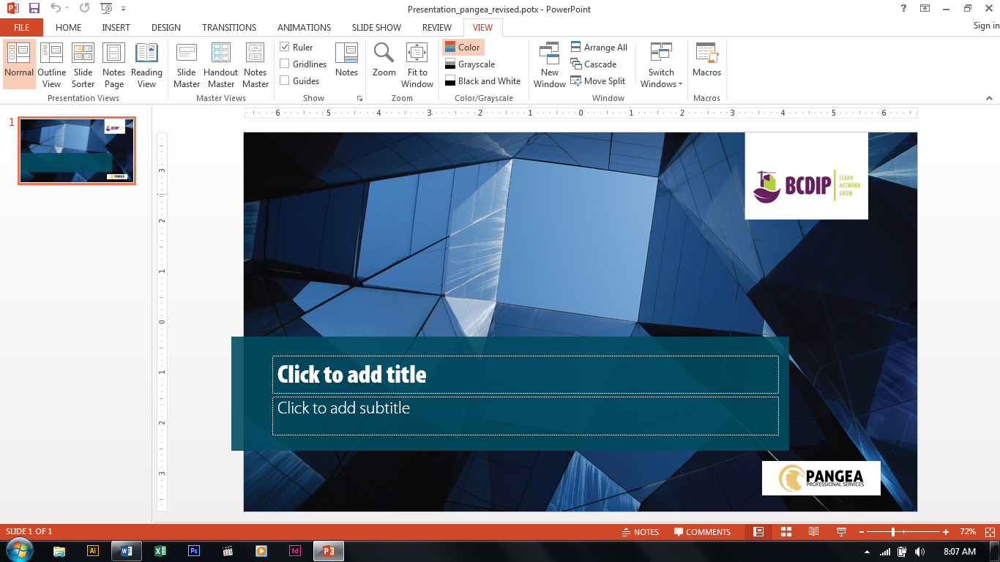 Presentation_pangea_revised.potx - PowerPoint
?
Sign in
FILE HOME INSERT DESIGN TRANSITIONS ANIMATIONS SLIDE SHOW REVIEW VIEW
Normal
Outline View
Slide Sorter
Notes Page
Reading View
Presentation Views
Slide Master
Handout Master
Notes Master
Master Views
Ruler
Gridlines
Guides
Notes
Show
Zoom
Fit to Window
Zoom
Color
Grayscale
Black and White
Color/Grayscale
New Window
Arrange All
Cascade
Move Split
Switch Windows
Window
Macros
Macros
1
6 5 4 3 2 1 0 1 2 3 4 5 6
3
2
1
0
1
2
3
BCDIP
LEARN
NETWORK
GROW
Click to add title
Click to add subtitle
PANGEA
PROFESSIONAL SERVICES
SLIDE 1 OF 1 NOTES COMMENTS 72%
Ai Ps Id
8:07 AM